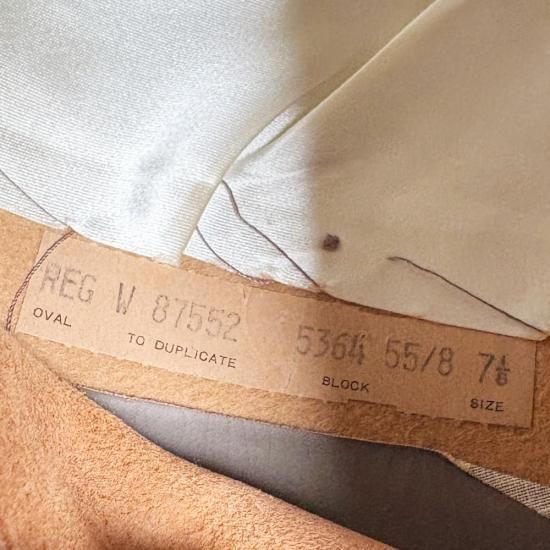 REG W 87552 5364 55/8 7⅛
OVAL TO DUPLICATE BLOCK SIZE